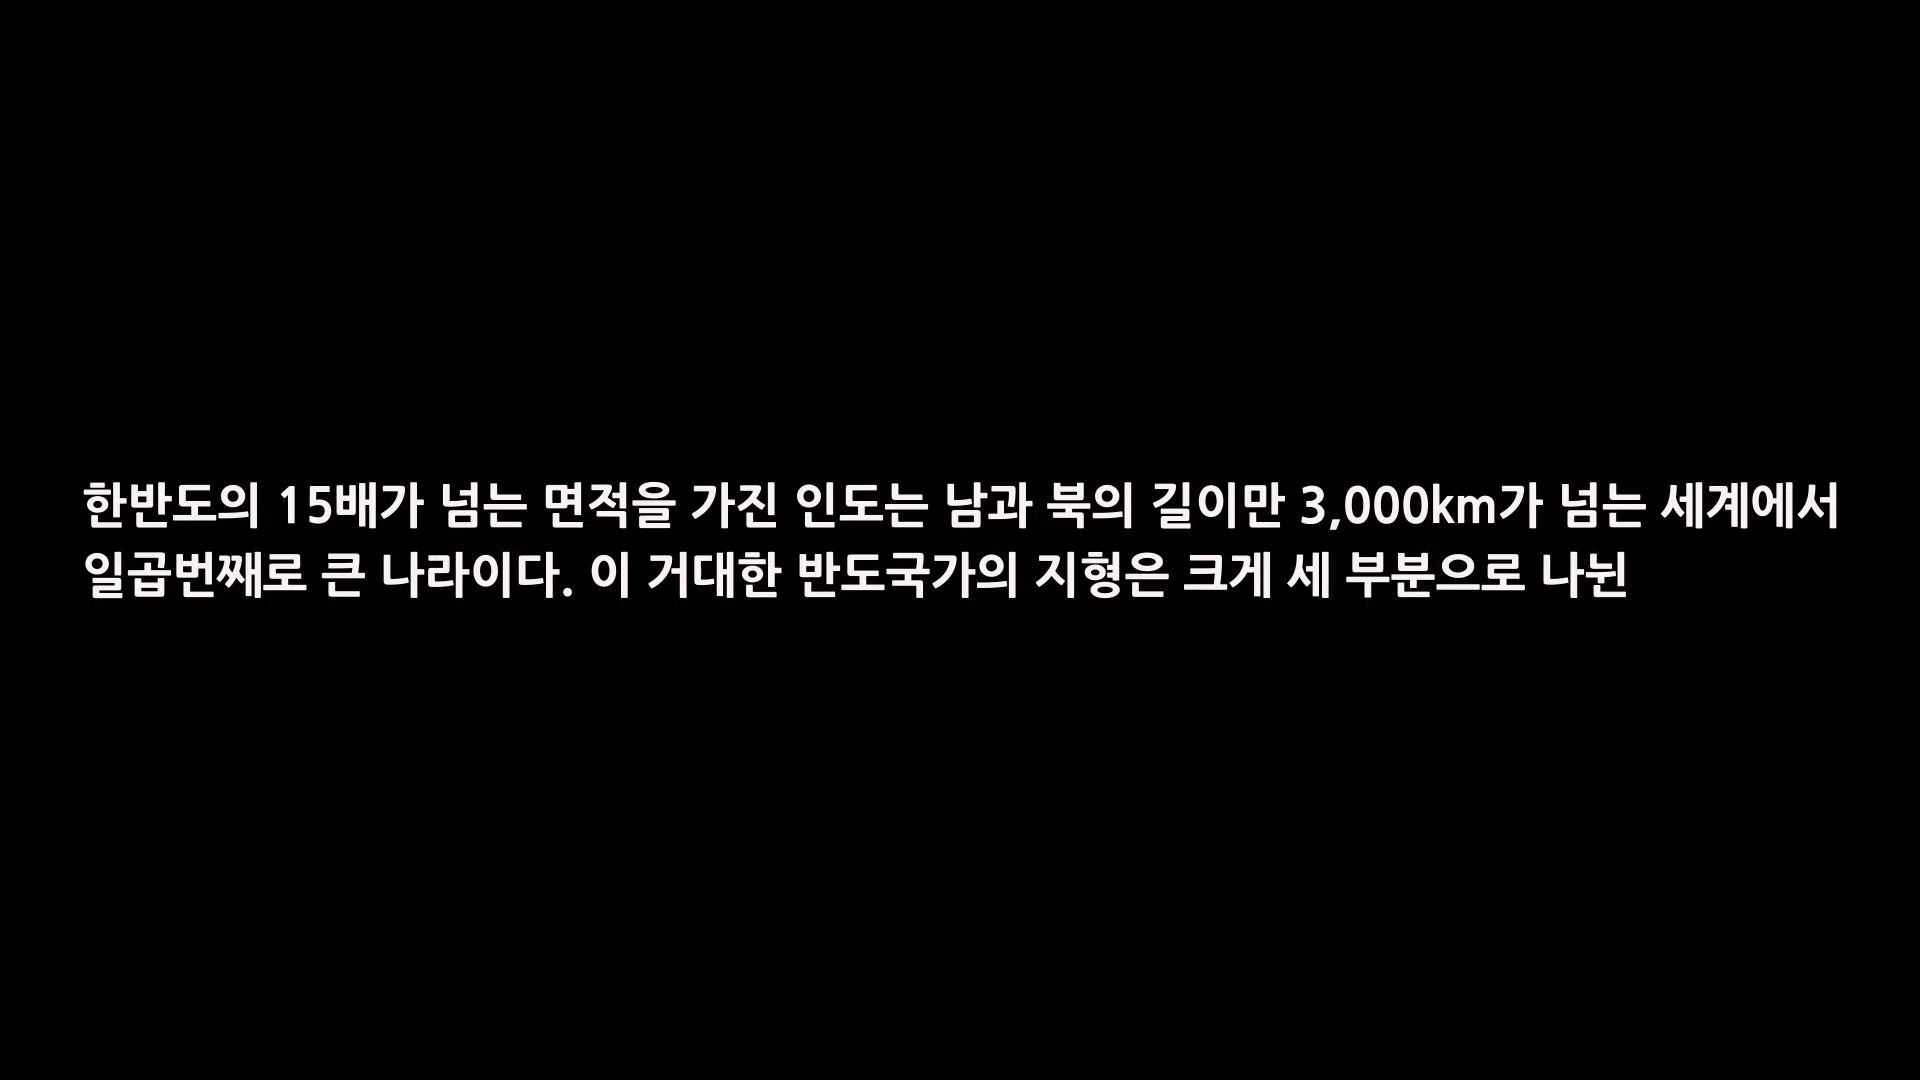 한반도의 15배가 넘는 면적을 가진 인도는 남과 북의 길이만 3,000km가 넘는 세계에서
일곱번째로 큰 나라이다. 이 거대한 반도국가의 지형은 크게 세 부분으로 나뉜